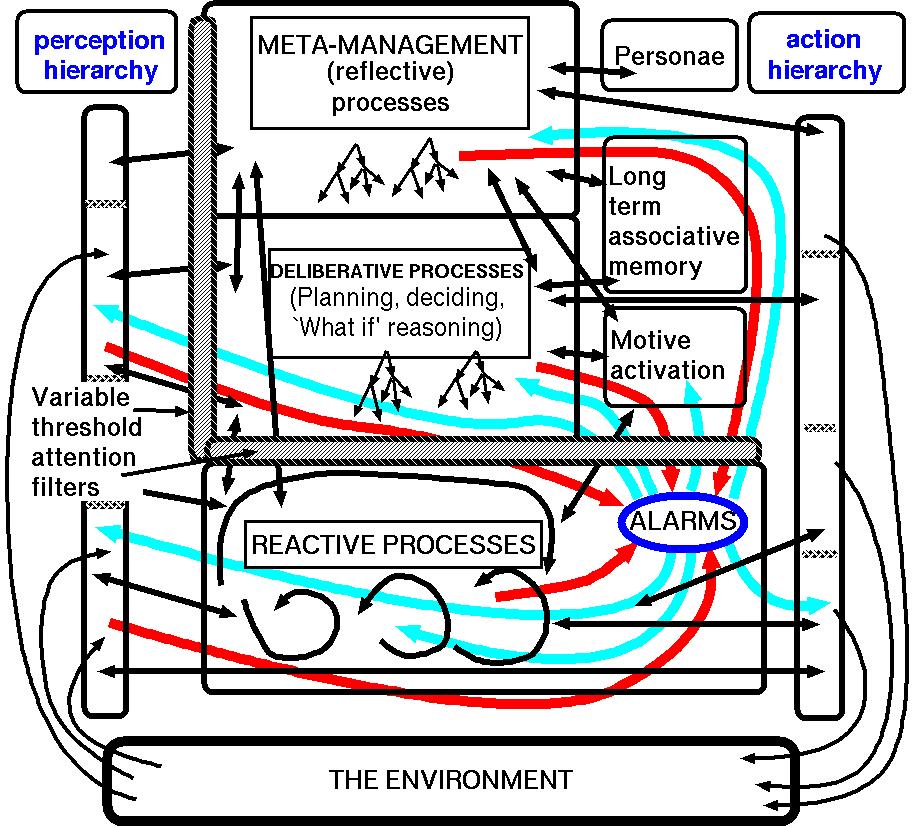 perception
hierarchy
META-MANAGEMENT
(reflective)
processes
Personae
action
hierarchy
Long
term
associative
memory
DELIBERATIVE PROCESSES
(Planning, deciding,
`What if' reasoning)
Motive
activation
Variable
threshold
attention
filters
ALARMS
REACTIVE PROCESSES
THE ENVIRONMENT